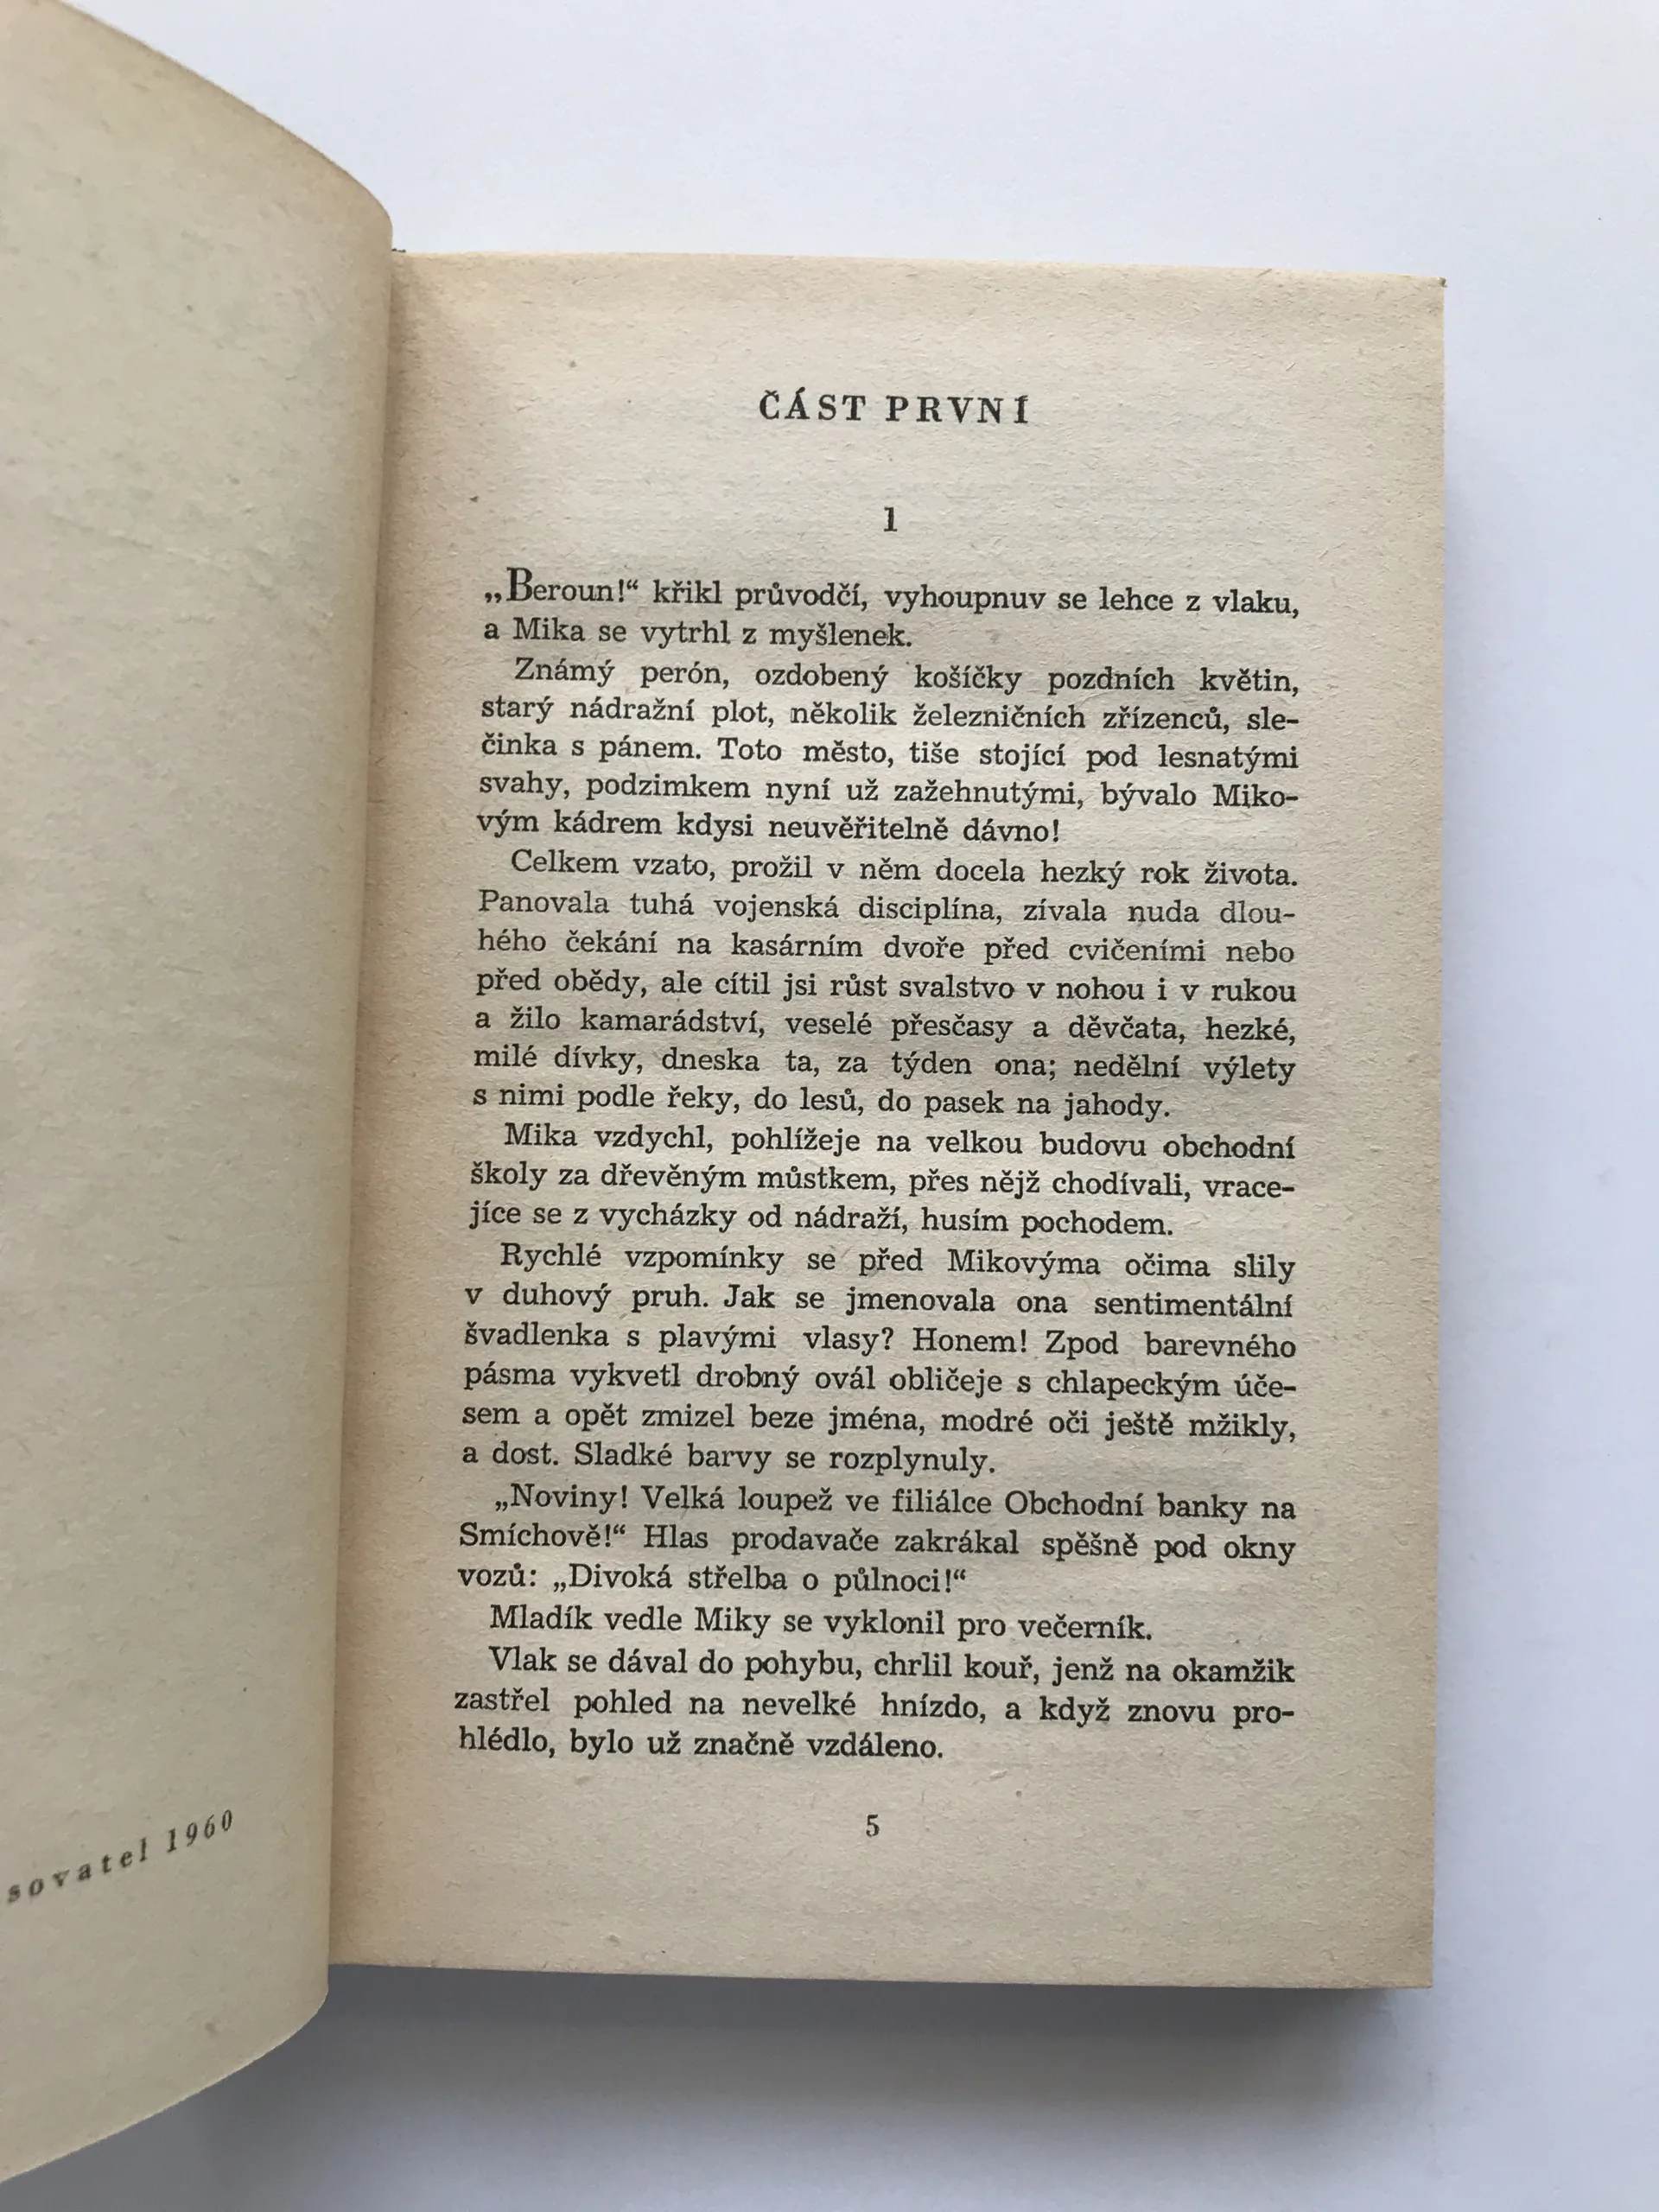 sovatel 1960
ČÁST PRVNÍ
1
„Beroun!“ křikl průvodčí, vyhoupnuv se lehce z vlaku,
a Mika se vytrhl z myšlenek.
Známý perón, ozdobený košíčky pozdních květin,
starý nádražní plot, několik železničních zřízenců, sle-
činka s pánem. Toto město, tiše stojící pod lesnatými
svahy, podzimkem nyní už zažehnutými, bývalo Miko-
vým kádrem kdysi neuvěřitelně dávno!
Celkem vzato, prožil v něm docela hezký rok života.
Panovala tuhá vojenská disciplína, zívala nuda dlou-
hého čekání na kasárním dvoře před cvičeními nebo
před obědy, ale cítil jsi růst svalstvo v nohou i v rukou
a žilo kamarádství, veselé přesčasy a děvčata, hezké,
milé dívky, dneska ta, za týden ona; nedělní výlety
s nimi podle řeky, do lesů, do pasek na jahody.
Mika vzdychl, pohlížeje na velkou budovu obchodní
školy za dřevěným můstkem, přes nějž chodívali, vrace-
jíce se z vycházky od nádraží, husím pochodem.
Rychlé vzpomínky se před Mikovýma očima slily
v duhový pruh. Jak se jmenovala ona sentimentální
švadlenka s plavými vlasy? Honem! Zpod barevného
pásma vykvetl drobný ovál obličeje s chlapeckým úče-
sem a opět zmizel beze jména, modré oči ještě mžikly,
a dost. Sladké barvy se rozplynuly.
„Noviny! Velká loupež ve filiálce Obchodní banky na
Smíchově!“ Hlas prodavače zakrákal spěšně pod okny
vozů: „Divoká střelba o půlnoci!“
Mladík vedle Miky se vyklonil pro večerník.
Vlak se dával do pohybu, chrlil kouř, jenž na okamžik
zastřel pohled na nevelké hnízdo, a když znovu pro-
hlédlo, bylo už značně vzdáleno.
5